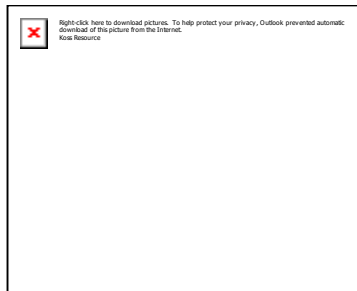 Right-click here to download pictures.  To help protect your privacy, Outlook prevented automatic
download of this picture from the Internet.
Koss Resource